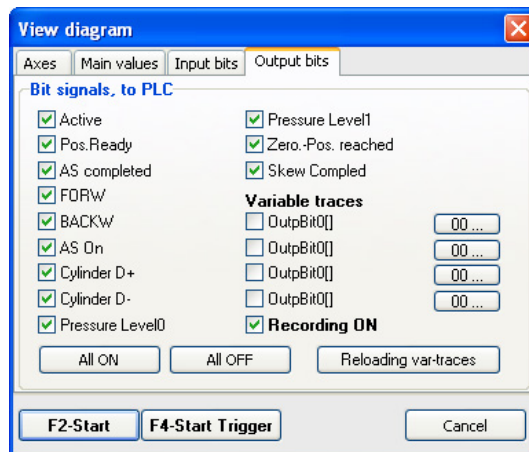 View diagram
Axes
Main values
Input bits
Output bits
Bit signals, to PLC
Active
Pos.Ready
AS completed
FORW
BACKW
AS On
Cylinder D+
Cylinder D-
Pressure Level0
Pressure Level1
Zero.-Pos. reached
Skew Compled
Variable traces
OutpBit0[] 00 ...
OutpBit0[] 00 ...
OutpBit0[] 00 ...
OutpBit0[] 00 ...
Recording ON
All ON
All OFF
Reloading var-traces
F2-Start
F4-Start Trigger
Cancel